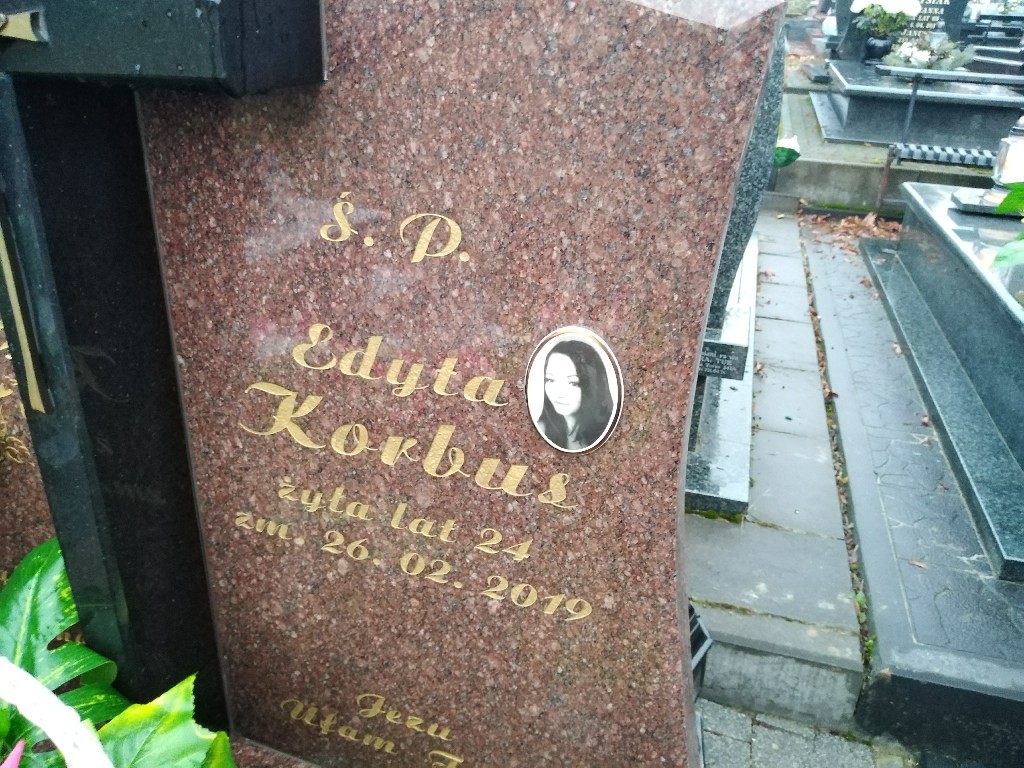 Ś. P.
Edyta
Korbus
żyła lat 24
zm. 26. 02. 2019
Jezu
Ufam